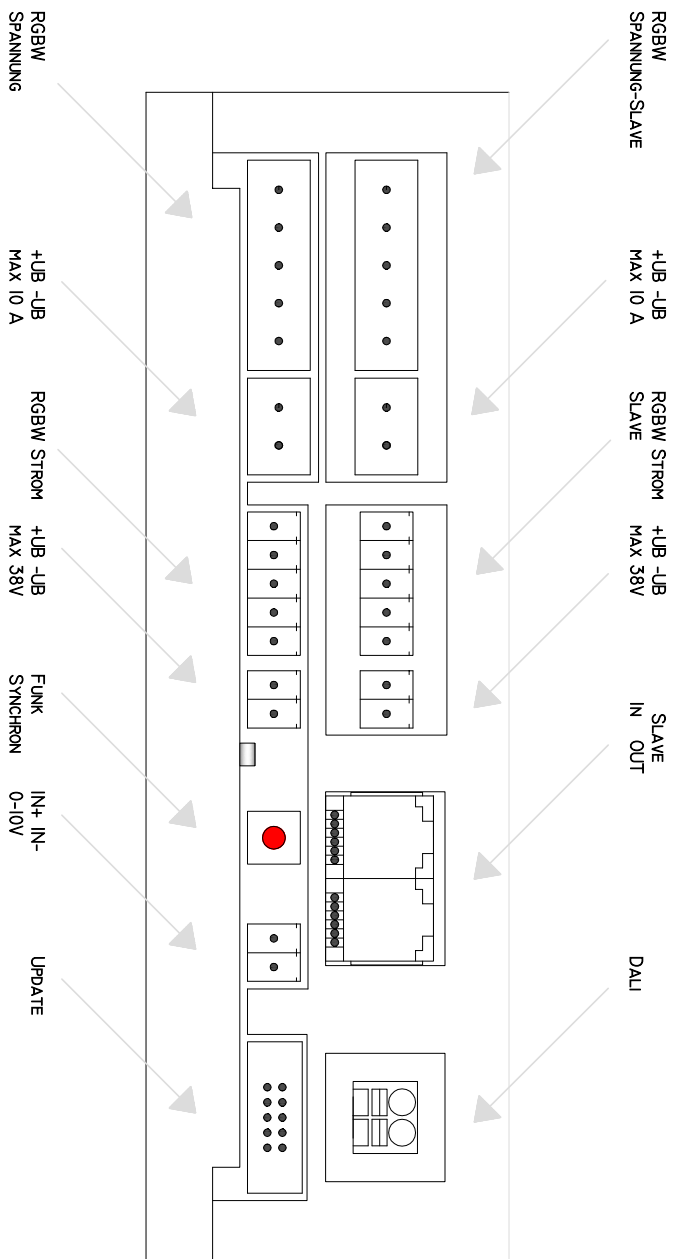 RGBW
SPANNUNG-SLAVE
+UB -UB
MAX 10 A
RGBW STROM
SLAVE
+UB -UB
MAX 38V
SLAVE
IN OUT
DALI
RGBW
SPANNUNG
+UB -UB
MAX 10 A
RGBW STROM
+UB -UB
MAX 38V
FUNK
SYNCHRON
IN+ IN-
0-10V
UPDATE